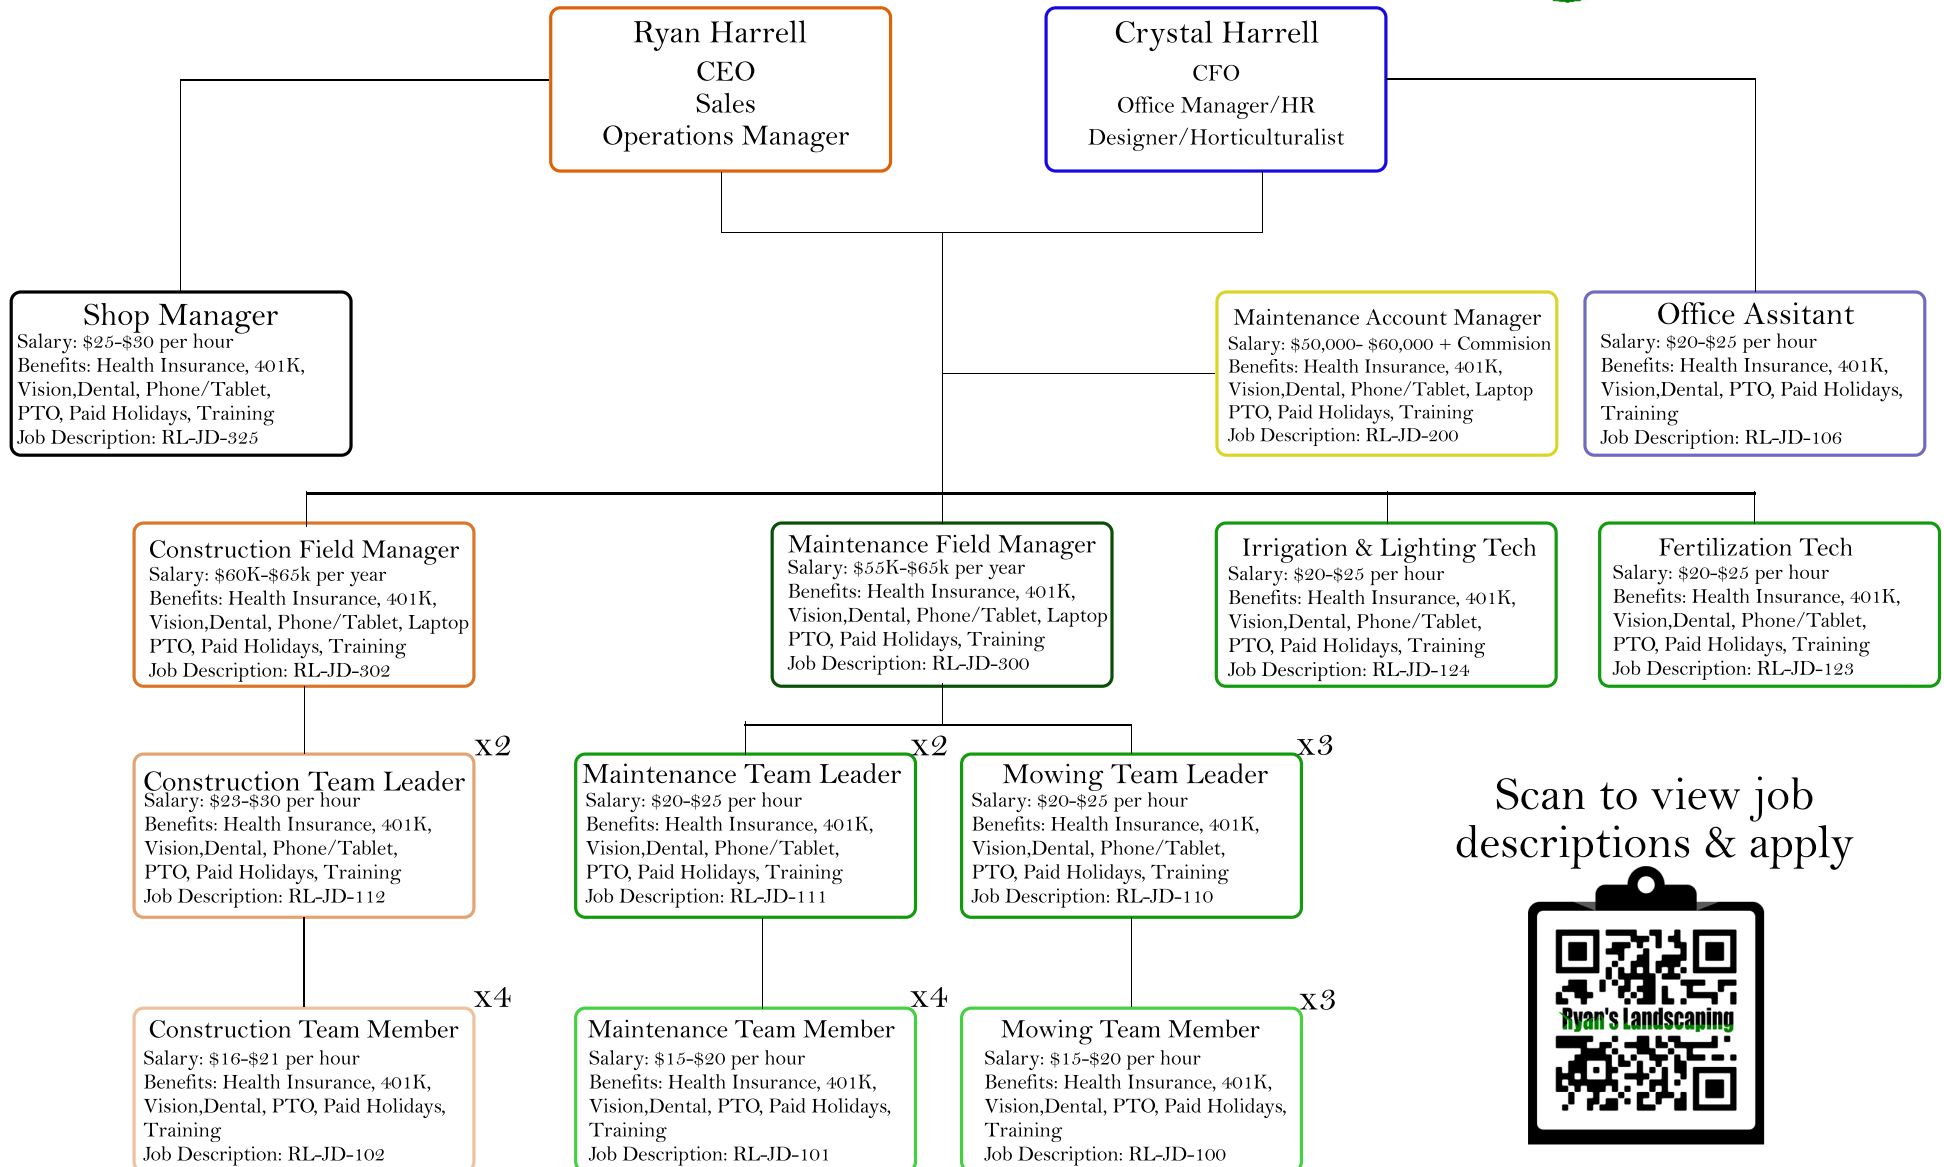 Ryan Harrell
CEO
Sales
Operations Manager
Crystal Harrell
CFO
Office Manager/HR
Designer/Horticulturalist
Shop Manager
Salary: $25-$30 per hour
Benefits: Health Insurance, 401K,
Vision,Dental, Phone/Tablet,
PTO, Paid Holidays, Training
Job Description: RL-JD-325
Maintenance Account Manager
Salary: $50,000- $60,000 + Commision
Benefits: Health Insurance, 401K,
Vision,Dental, Phone/Tablet, Laptop
PTO, Paid Holidays, Training
Job Description: RL-JD-200
Office Assitant
Salary: $20-$25 per hour
Benefits: Health Insurance, 401K,
Vision,Dental, PTO, Paid Holidays,
Training
Job Description: RL-JD-106
Construction Field Manager
Salary: $60K-$65k per year
Benefits: Health Insurance, 401K,
Vision,Dental, Phone/Tablet, Laptop
PTO, Paid Holidays, Training
Job Description: RL-JD-302
Maintenance Field Manager
Salary: $55K-$65k per year
Benefits: Health Insurance, 401K,
Vision,Dental, Phone/Tablet, Laptop
PTO, Paid Holidays, Training
Job Description: RL-JD-300
Irrigation & Lighting Tech
Salary: $20-$25 per hour
Benefits: Health Insurance, 401K,
Vision,Dental, Phone/Tablet,
PTO, Paid Holidays, Training
Job Description: RL-JD-124
Fertilization Tech
Salary: $20-$25 per hour
Benefits: Health Insurance, 401K,
Vision,Dental, Phone/Tablet,
PTO, Paid Holidays, Training
Job Description: RL-JD-123
x2
Construction Team Leader
Salary: $23-$30 per hour
Benefits: Health Insurance, 401K,
Vision,Dental, Phone/Tablet,
PTO, Paid Holidays, Training
Job Description: RL-JD-112
x2
Maintenance Team Leader
Salary: $20-$25 per hour
Benefits: Health Insurance, 401K,
Vision,Dental, Phone/Tablet,
PTO, Paid Holidays, Training
Job Description: RL-JD-111
x3
Mowing Team Leader
Salary: $20-$25 per hour
Benefits: Health Insurance, 401K,
Vision,Dental, Phone/Tablet,
PTO, Paid Holidays, Training
Job Description: RL-JD-110
Scan to view job
descriptions & apply
Ryan's Landscaping
x4
Construction Team Member
Salary: $16-$21 per hour
Benefits: Health Insurance, 401K,
Vision,Dental, PTO, Paid Holidays,
Training
Job Description: RL-JD-102
x4
Maintenance Team Member
Salary: $15-$20 per hour
Benefits: Health Insurance, 401K,
Vision,Dental, PTO, Paid Holidays,
Training
Job Description: RL-JD-101
x3
Mowing Team Member
Salary: $15-$20 per hour
Benefits: Health Insurance, 401K,
Vision,Dental, PTO, Paid Holidays,
Training
Job Description: RL-JD-100